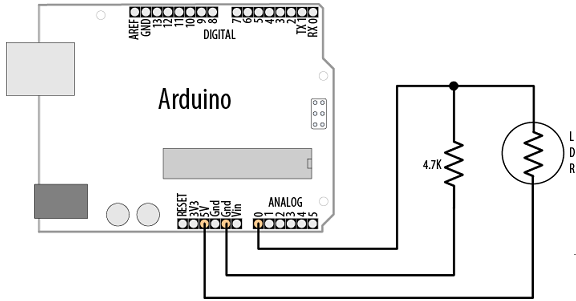 AREF
GND
13
12
11
10
9
8
7
6
5
4
3
2
TX 1
RX 0
DIGITAL
Arduino
4.7K
L
D
R
RESET
3V3
5V
Gnd
Gnd
Vin
ANALOG
0
1
2
3
4
5